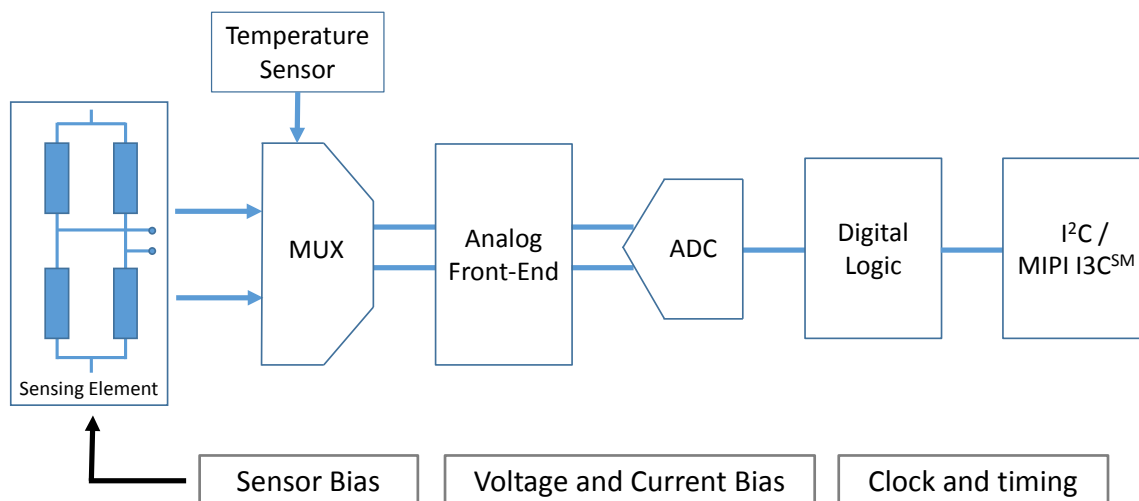 Temperature
Sensor
Sensing Element
MUX
Analog
Front-End
ADC
Digital
Logic
I²C /
MIPI I3Cˢᴹ
Sensor Bias
Voltage and Current Bias
Clock and timing